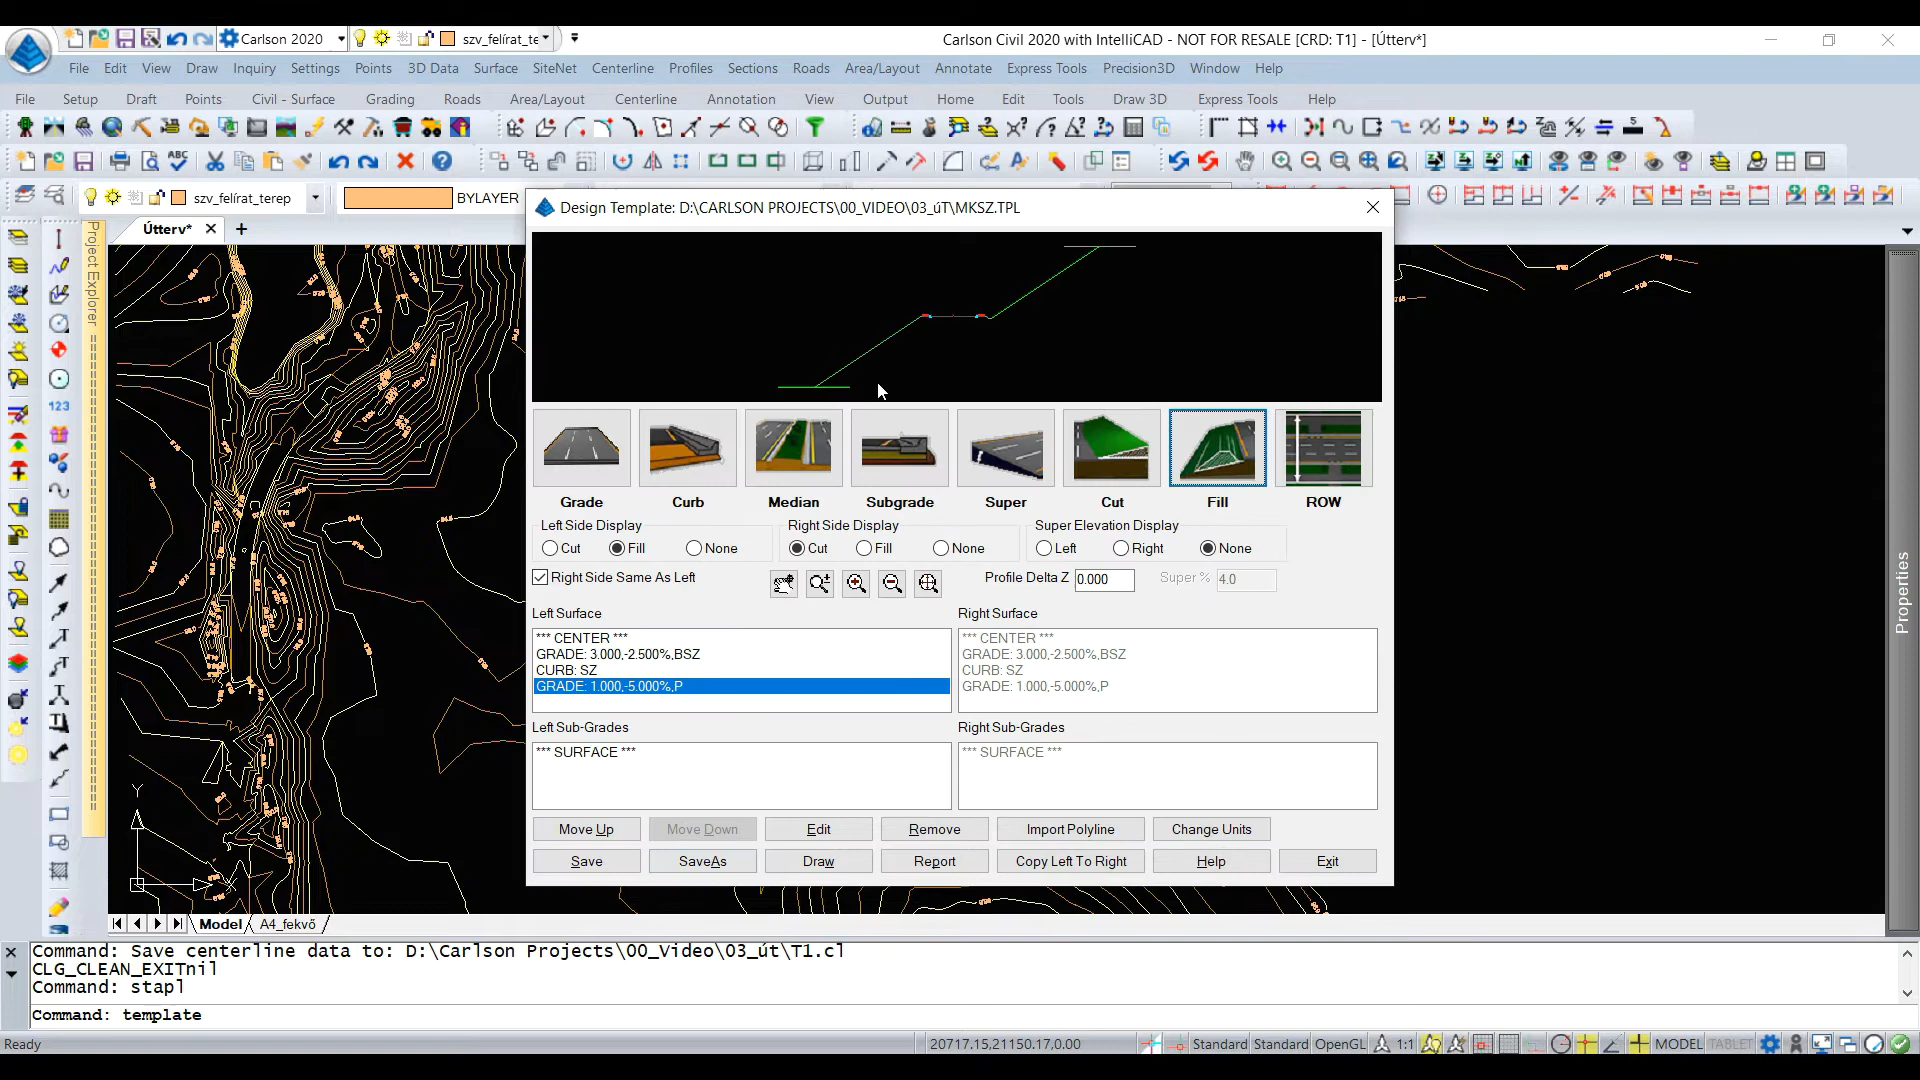 Carlson 2020
szv_felírat_te
Carlson Civil 2020 with IntelliCAD - NOT FOR RESALE [CRD: T1] - [Útterv*]
File Edit View Draw Inquiry Settings Points 3D Data Surface SiteNet Centerline Profiles Sections Roads Area/Layout Annotate Express Tools Precision3D Window Help
File Setup Draft Points Civil - Surface Grading Roads Area/Layout Centerline Annotation View Output Home Edit Tools Draw 3D Express Tools Help
szv_felírat_terep BYLAYER
Útterv*
Project Explorer
Design Template: D:\CARLSON PROJECTS\00_VIDEO\03_úT\MKSZ.TPL
Grade Curb Median Subgrade Super Cut Fill ROW
Left Side Display Right Side Display Super Elevation Display
Cut Fill None Cut Fill None Left Right None
Right Side Same As Left Profile Delta Z 0.000 Super % 4.0
Left Surface Right Surface
*** CENTER *** *** CENTER ***
GRADE: 3.000,-2.500%,BSZ GRADE: 3.000,-2.500%,BSZ
CURB: SZ CURB: SZ
GRADE: 1.000,-5.000%,P GRADE: 1.000,-5.000%,P
Left Sub-Grades Right Sub-Grades
*** SURFACE *** *** SURFACE ***
Move Up Move Down Edit Remove Import Polyline Change Units
Save SaveAs Draw Report Copy Left To Right Help Exit
Properties
123
Y
Model A4_fekvő
Command: Save centerline data to: D:\Carlson Projects\00_Video\03_út\T1.cl
CLG_CLEAN_EXITnil
Command: stapl
Command: template
Ready 20717.15,21150.17,0.00 Standard Standard OpenGL 1:1 MODEL TABLET